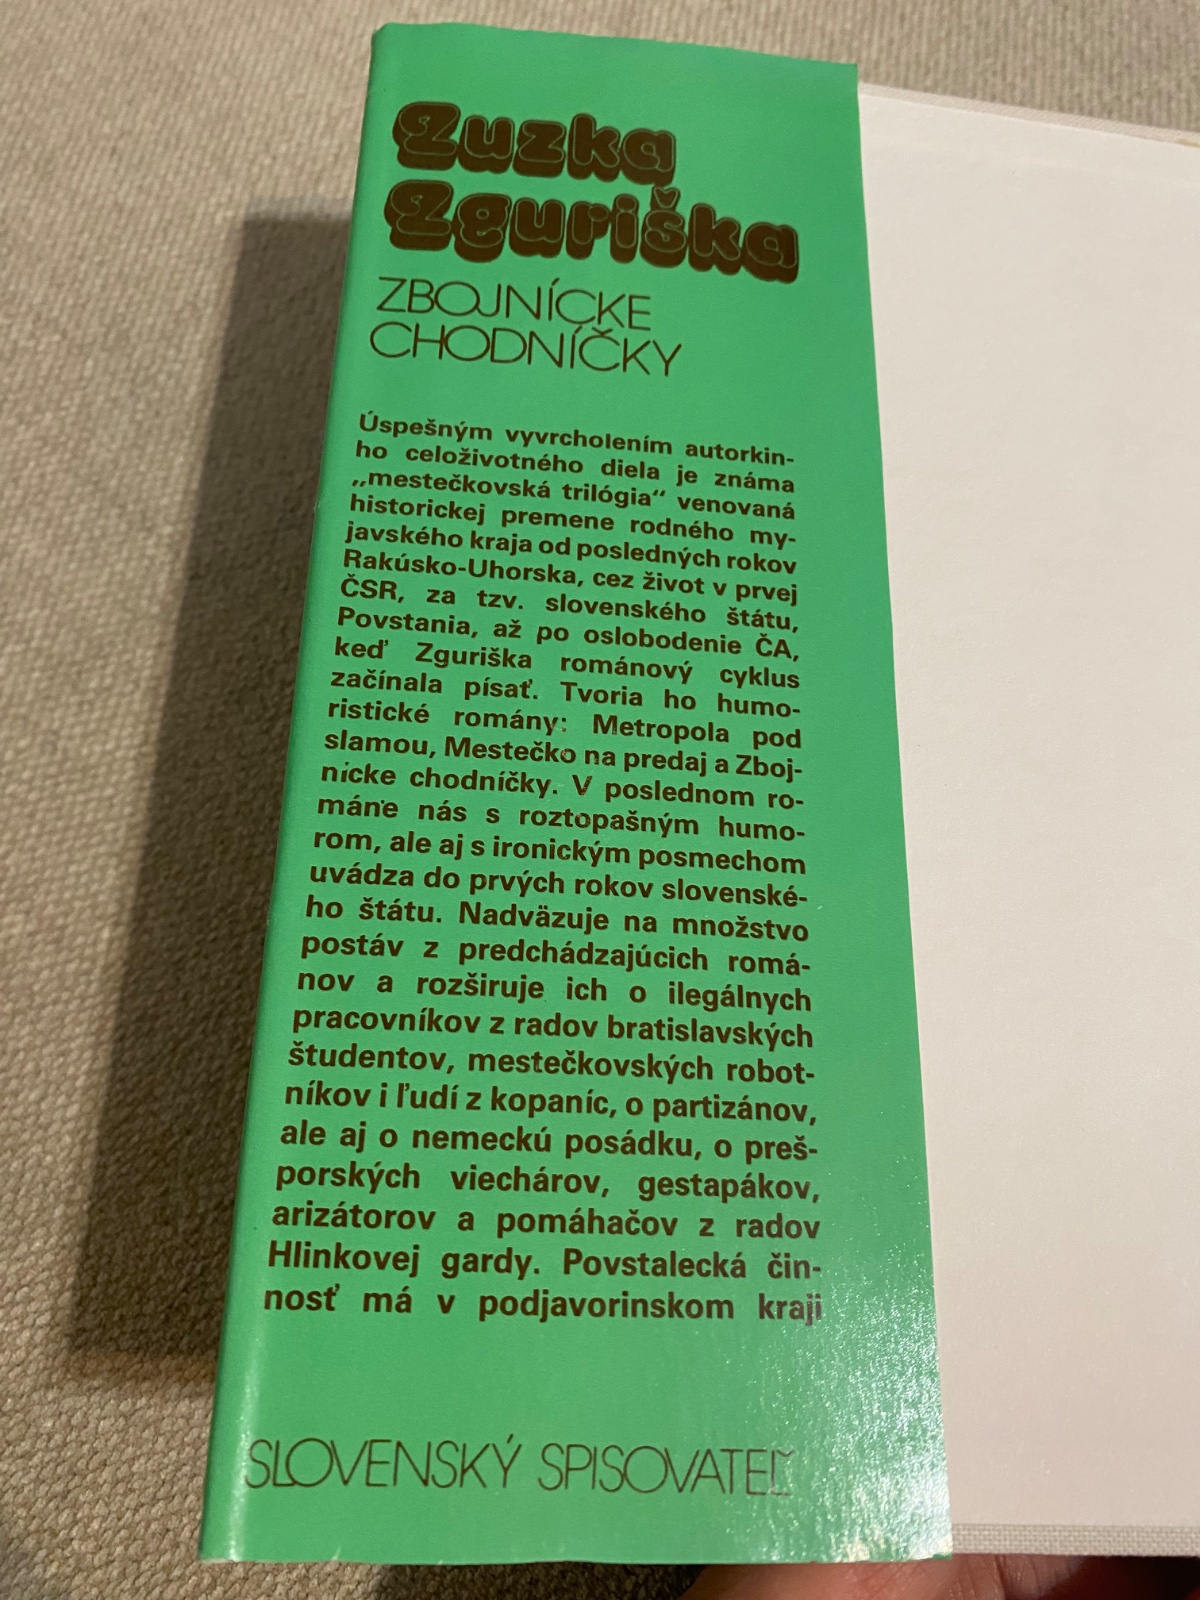 Zuzka
Zguriška
ZBOJNÍCKE
CHODNÍČKY
Úspešným vyvrcholením autorkin-
ho celoživotného diela je známa
„mestečkovská trilógia“ venovaná
historickej premene rodného my-
javského kraja od posledných rokov
Rakúsko-Uhorska, cez život v prvej
ČSR, za tzv. slovenského štátu,
Povstania, až po oslobodenie ČA,
keď Zguriška románový cyklus
začínala písať. Tvoria ho humo-
ristické romány: Metropola pod
slamou, Mestečko na predaj a Zboj-
nícke chodníčky. V poslednom ro-
máne nás s roztopašným humo-
rom, ale aj s ironickým posmechom
uvádza do prvých rokov slovenské-
ho štátu. Nadväzuje na množstvo
postáv z predchádzajúcich romá-
nov a rozširuje ich o ilegálnych
pracovníkov z radov bratislavských
študentov, mestečkovských robot-
níkov i ľudí z kopaníc, o partizánov,
ale aj o nemeckú posádku, o preš-
porských viechárov, gestapákov,
arizátorov a pomáhačov z radov
Hlinkovej gardy. Povstalecká čin-
nosť má v podjavorinskom kraji
SLOVENSKÝ SPISOVATEĽ